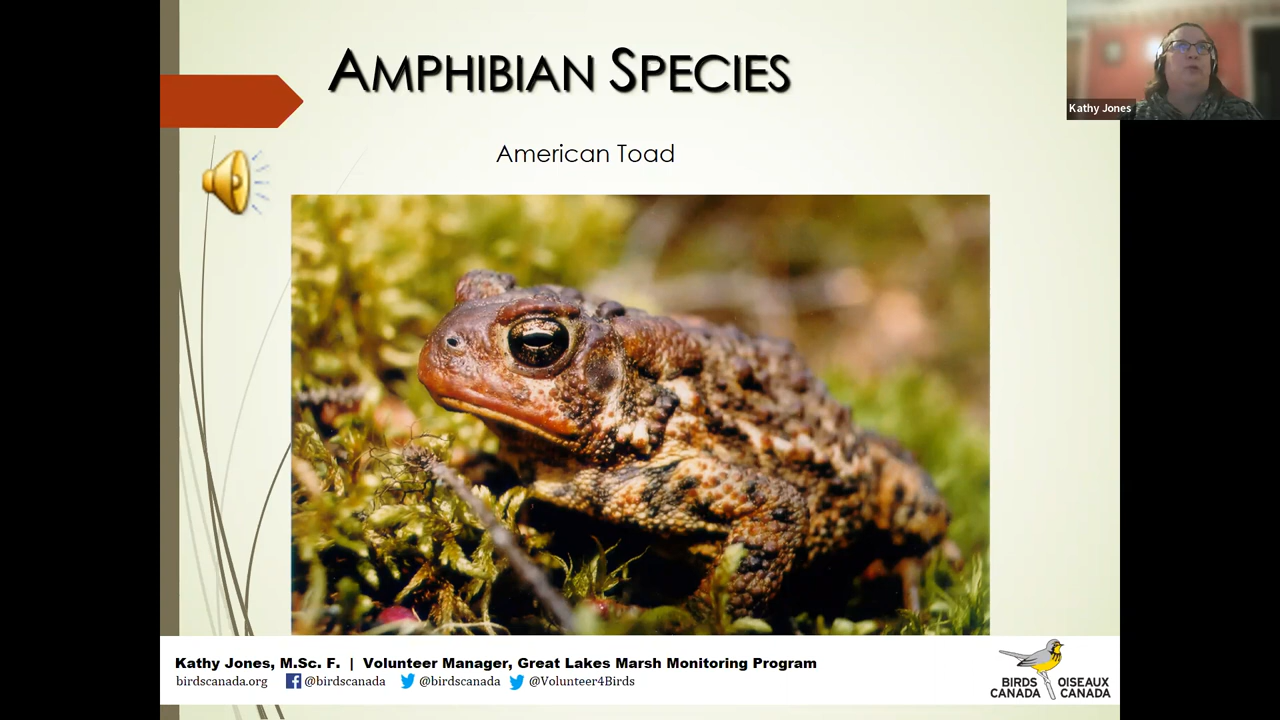 AMPHIBIAN SPECIES
Kathy Jones
American Toad
Kathy Jones, M.Sc. F. | Volunteer Manager, Great Lakes Marsh Monitoring Program
birdscanada.org @birdscanada @birdscanada @Volunteer4Birds
BIRDS OISEAUX
CANADA CANADA